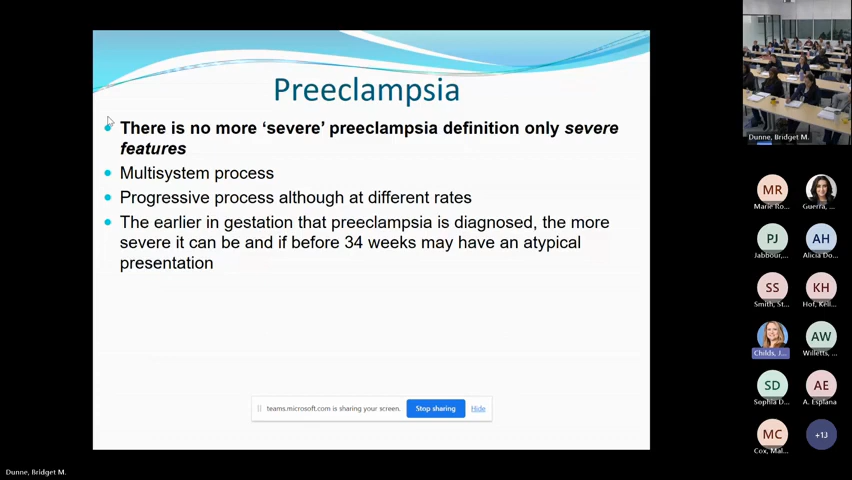 Preeclampsia
There is no more ‘severe’ preeclampsia definition only severe
features
Multisystem process
Progressive process although at different rates
The earlier in gestation that preeclampsia is diagnosed, the more
severe it can be and if before 34 weeks may have an atypical
presentation
teams.microsoft.com is sharing your screen.
Stop sharing
Hide
Dunne, Bridget M.
MR
Marie Ro...
Guerra, ...
PJ
Jabbour,...
AH
Alicia Do...
SS
Smith, St...
KH
Hof, Kell...
Childs, J...
AW
Willetts, ...
SD
Sophia D...
AE
A. Esplana
MC
Cox, Mal...
Dunne, Bridget M.